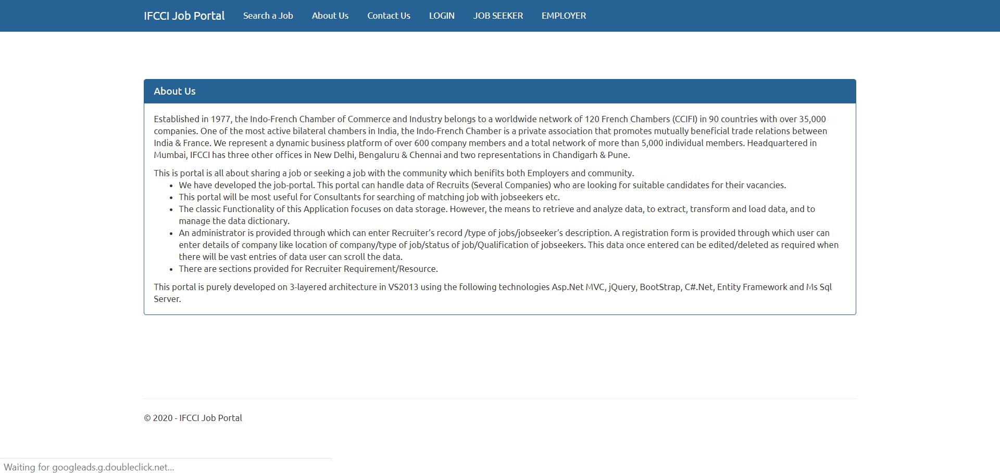 IFCCI Job Portal Search a Job About Us Contact Us LOGIN JOB SEEKER EMPLOYER
About Us
Established in 1977, the Indo-French Chamber of Commerce and Industry belongs to a worldwide network of 120 French Chambers (CCIFI) in 90 countries with over 35,000
companies. One of the most active bilateral chambers in India, the Indo-French Chamber is a private association that promotes mutually beneficial trade relations between
India & France. We represent a dynamic business platform of over 600 company members and a total network of more than 5,000 individual members. Headquartered in
Mumbai, IFCCI has three other offices in New Delhi, Bengaluru & Chennai and two representations in Chandigarh & Pune.
This is portal is all about sharing a job or seeking a job with the community which benifits both Employers and community.
• We have developed the job-portal. This portal can handle data of Recruits (Several Companies) who are looking for suitable candidates for their vacancies.
• This portal will be most useful for Consultants for searching of matching job with jobseekers etc.
• The classic Functionality of this Application focuses on data storage. However, the means to retrieve and analyze data, to extract, transform and load data, and to
manage the data dictionary.
• An administrator is provided through which can enter Recruiter’s record /type of jobs/jobseeker’s description. A registration form is provided through which user can
enter details of company like location of company/type of job/status of job/Qualification of jobseekers. This data once entered can be edited/deleted as required when
there will be vast entries of data user can scroll the data.
• There are sections provided for Recruiter Requirement/Resource.
This portal is purely developed on 3-layered architecture in VS2013 using the following technologies Asp.Net MVC, jQuery, BootStrap, C#.Net, Entity Framework and Ms Sql
Server.
© 2020 - IFCCI Job Portal
Waiting for googleads.g.doubleclick.net...